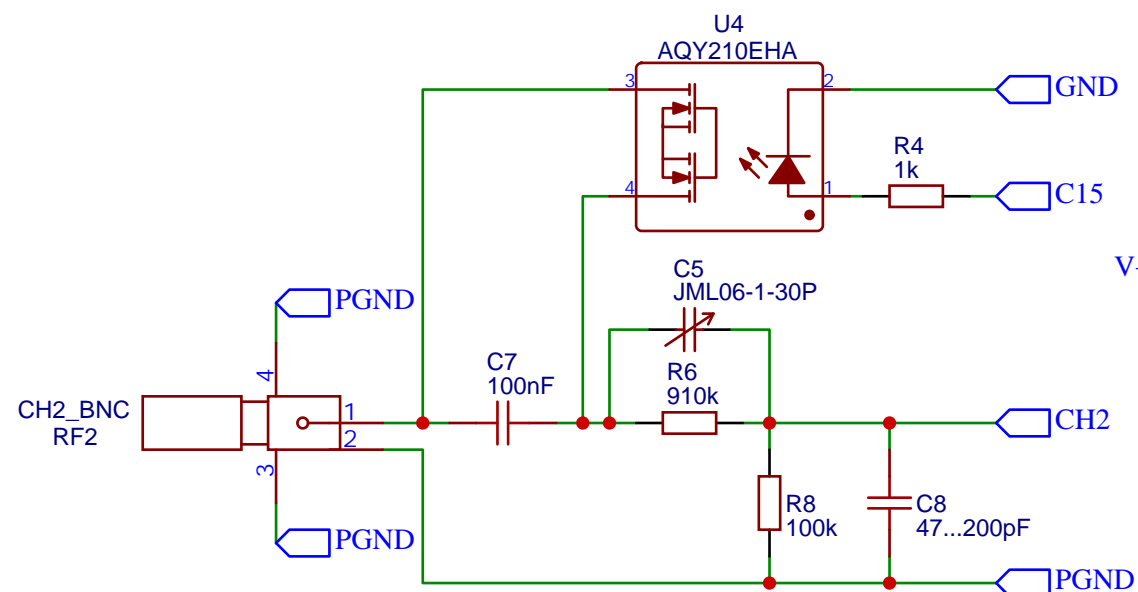 U4
AQY210EHA
3
2
GND
R4
1k
4
1
C15
C5
JML06-1-30P
V-
PGND
C7
100nF
R6
910k
4
CH2_BNC
RF2
1
2
CH2
3
R8
100k
C8
47...200pF
PGND
PGND